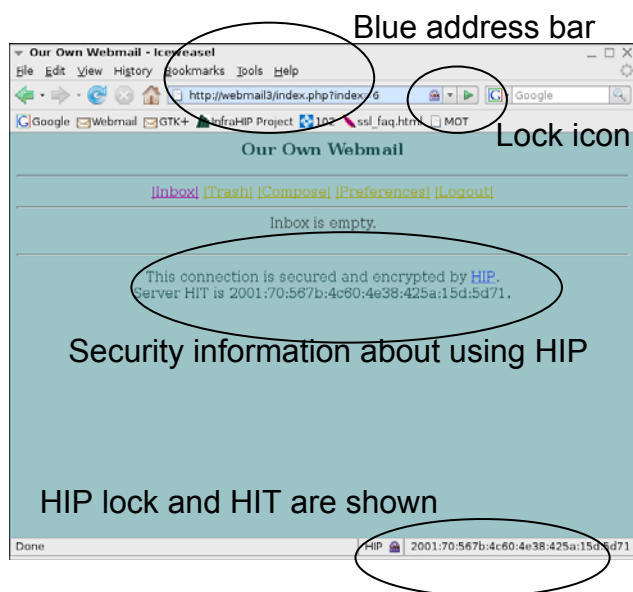 Blue address bar
Our Own Webmail - Iceweasel
File Edit View History Bookmarks Tools Help
http://webmail3/index.php?index=6
Google
Google Webmail GTK+ InfraHIP Project 102 ssl_faq.html MOT
Lock icon
Our Own Webmail
|Inbox| |Trash| |Compose| |Preferences| |Logout|
Inbox is empty.
This connection is secured and encrypted by HIP.
Server HIT is 2001:70:567b:4c60:4e38:425a:15d:5d71.
Security information about using HIP
HIP lock and HIT are shown
Done HIP 2001:70:567b:4c60:4e38:425a:15d:5d71